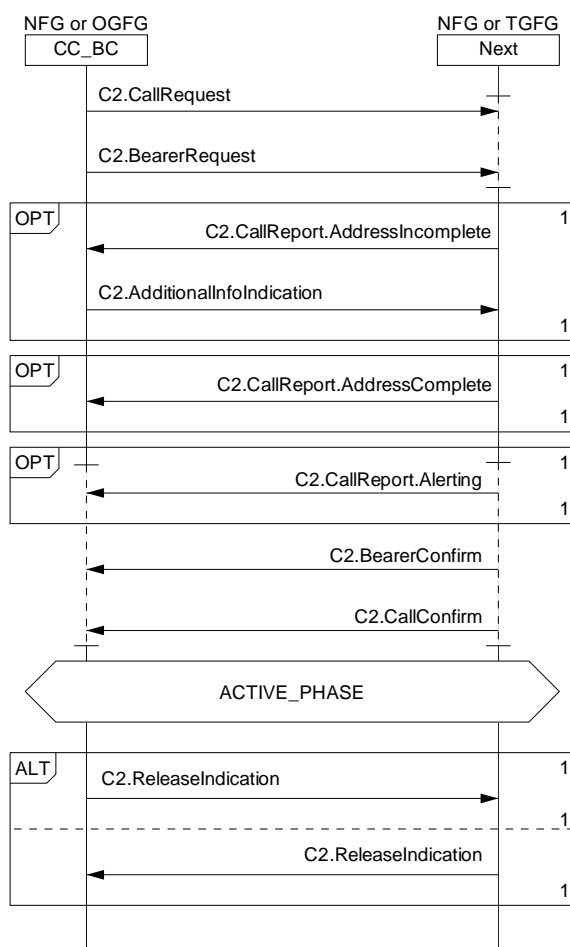 NFG or OGFG
NFG or TGFG
CC_BC
Next
C2.CallRequest
C2.BearerRequest
OPT
1
C2.CallReport.AddressIncomplete
C2.AdditionalInfoIndication
1
OPT
1
C2.CallReport.AddressComplete
1
OPT
1
C2.CallReport.Alerting
1
C2.BearerConfirm
C2.CallConfirm
ACTIVE_PHASE
ALT
1
C2.ReleaseIndication
1
C2.ReleaseIndication
1